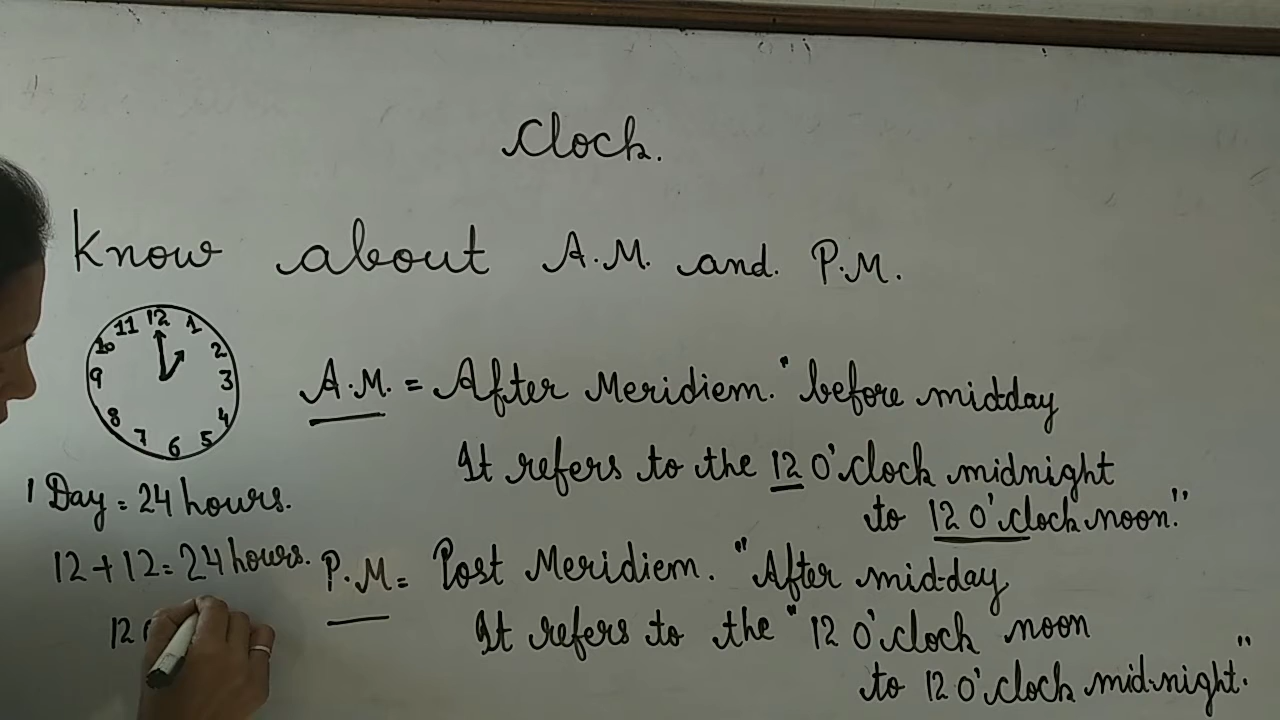 Clock.
Know about A.M. and. P.M.
11 12 1
10 2
9 3
8 4
7 6 5
A.M. = After Meridiem. "before midday
It refers to the 12 O'clock midnight
to 12 O'clock noon."
1 Day = 24 hours.
12+12=24 hours.
12
P.M = Post Meridiem. "After mid-day
It refers to the "12 O'clock noon
to 12 O'clock mid-night."